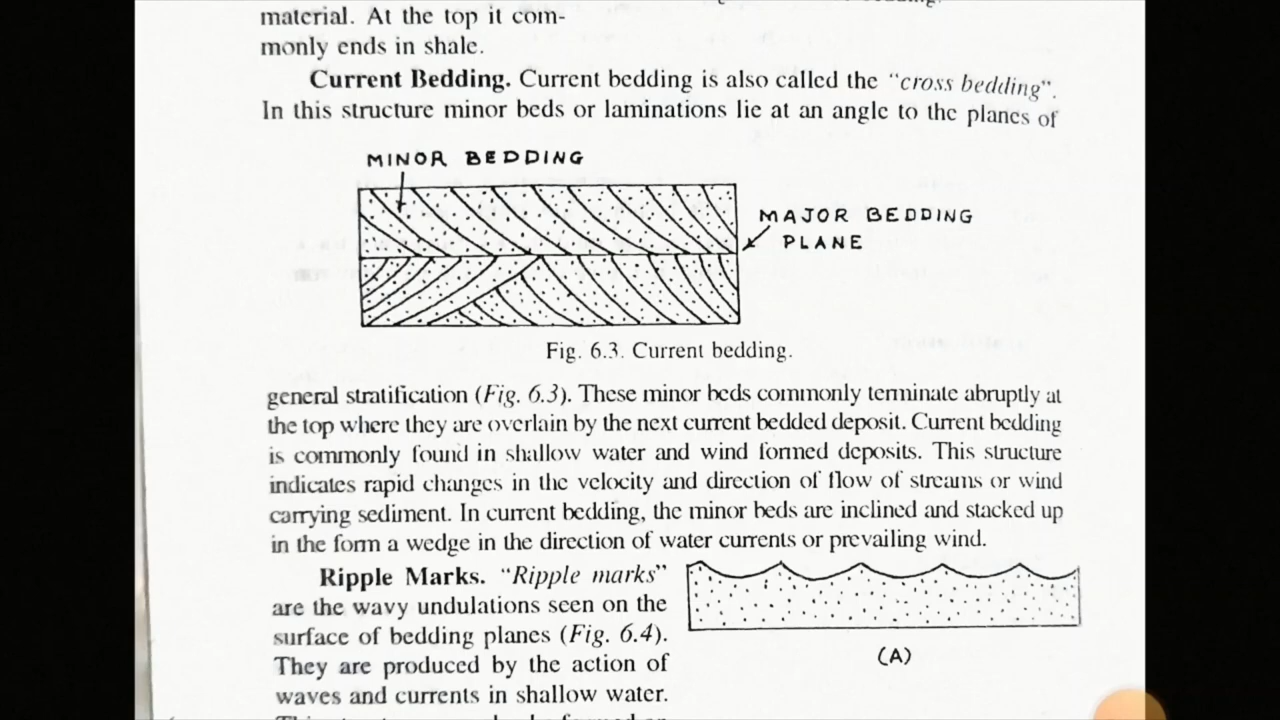 material. At the top it com-
monly ends in shale.
Current Bedding. Current bedding is also called the "cross bedding".
In this structure minor beds or laminations lie at an angle to the planes of
MINOR BEDDING
MAJOR BEDDING
PLANE
Fig. 6.3. Current bedding.
general stratification (Fig. 6.3). These minor beds commonly terminate abruptly at
the top where they are overlain by the next current bedded deposit. Current bedding
is commonly found in shallow water and wind formed deposits. This structure
indicates rapid changes in the velocity and direction of flow of streams or wind
carrying sediment. In current bedding, the minor beds are inclined and stacked up
in the form a wedge in the direction of water currents or prevailing wind.
Ripple Marks. "Ripple marks"
are the wavy undulations seen on the
surface of bedding planes (Fig. 6.4).
They are produced by the action of
waves and currents in shallow water.
(A)